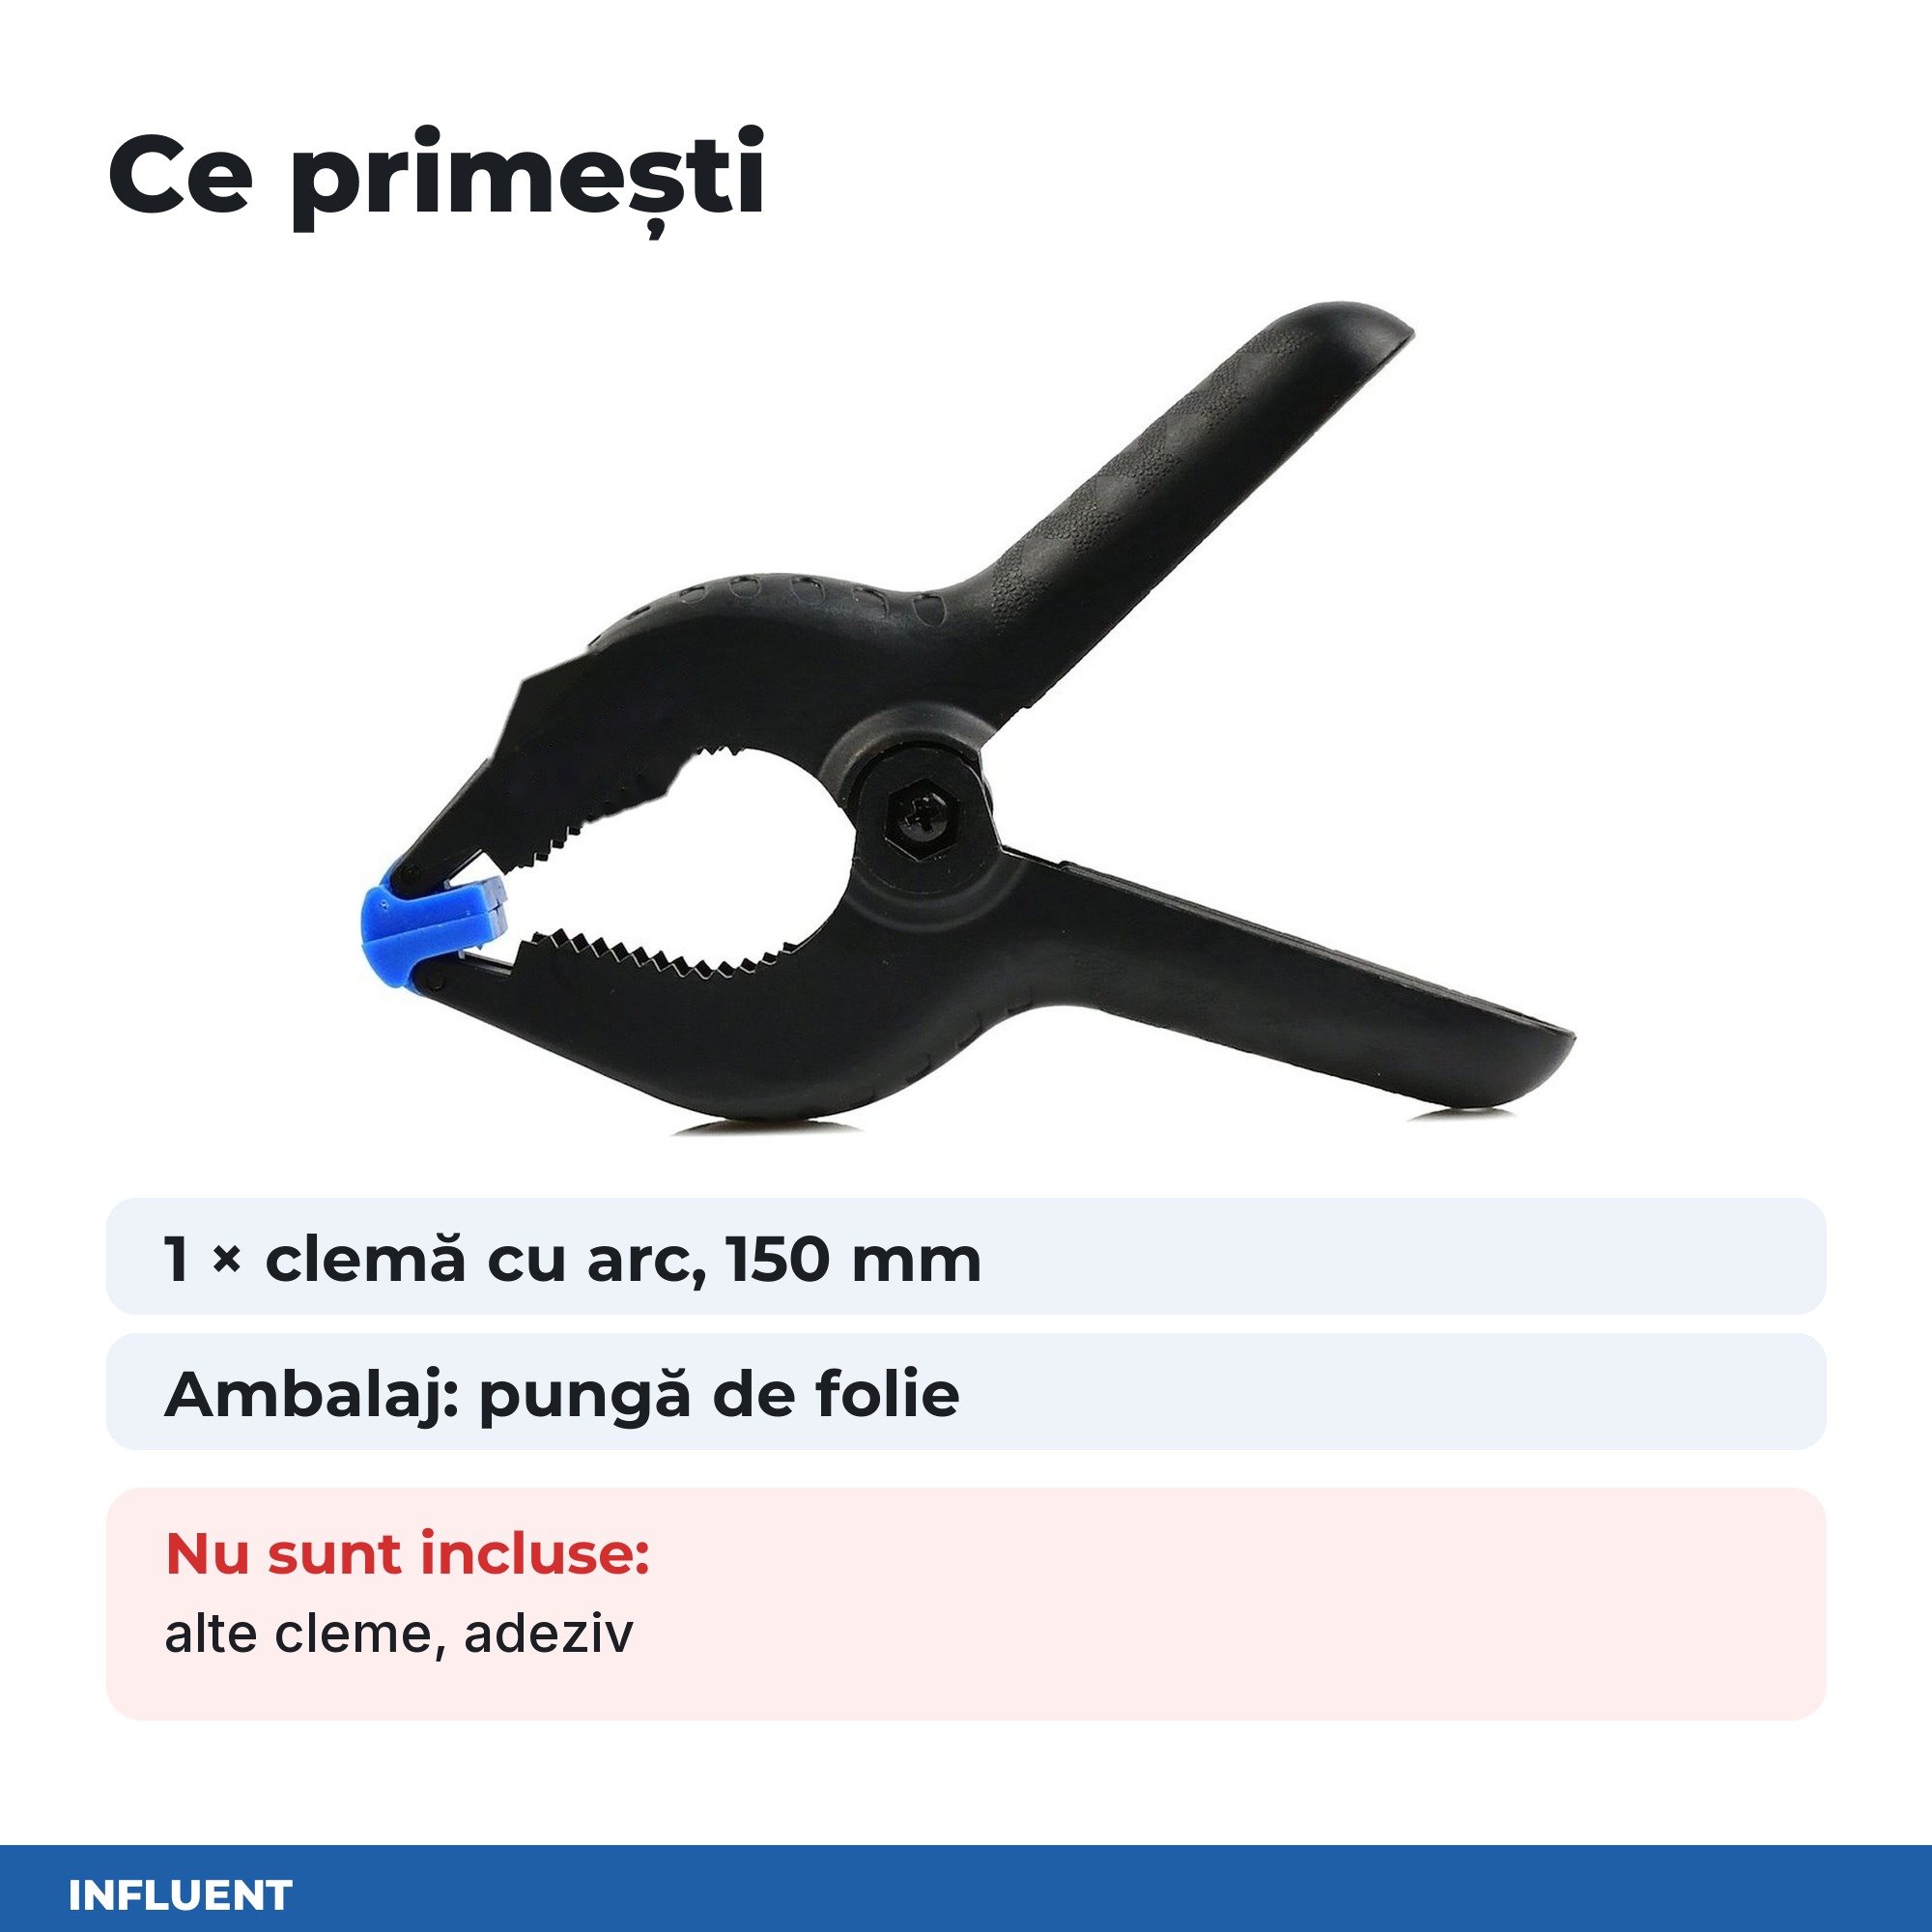 Ce primești
1 × clemă cu arc, 150 mm
Ambalaj: pungă de folie
Nu sunt incluse:
alte cleme, adeziv
INFLUENT